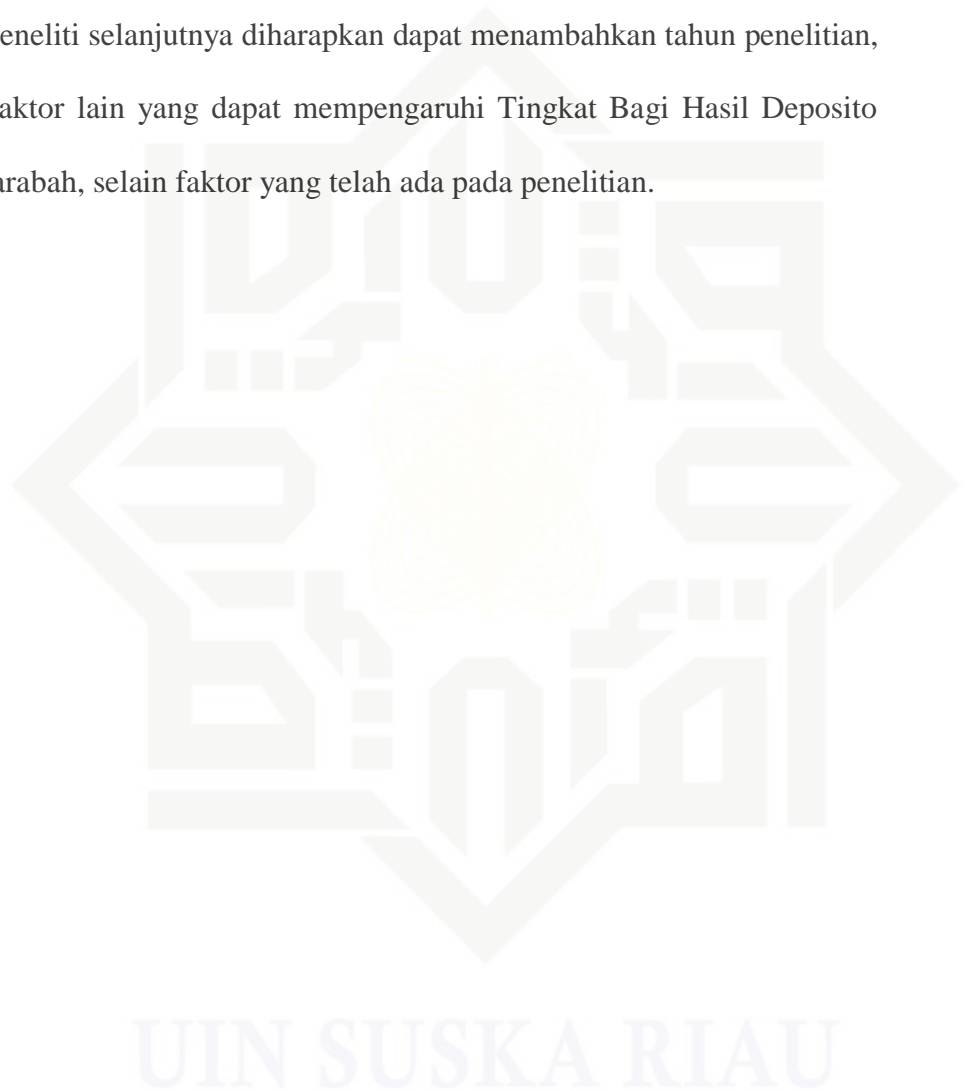 eneliti selanjutnya diharapkan dapat menambahkan tahun penelitian,
aktor lain yang dapat mempengaruhi Tingkat Bagi Hasil Deposito
arabah, selain faktor yang telah ada pada penelitian.
UIN SUSKA RIAU